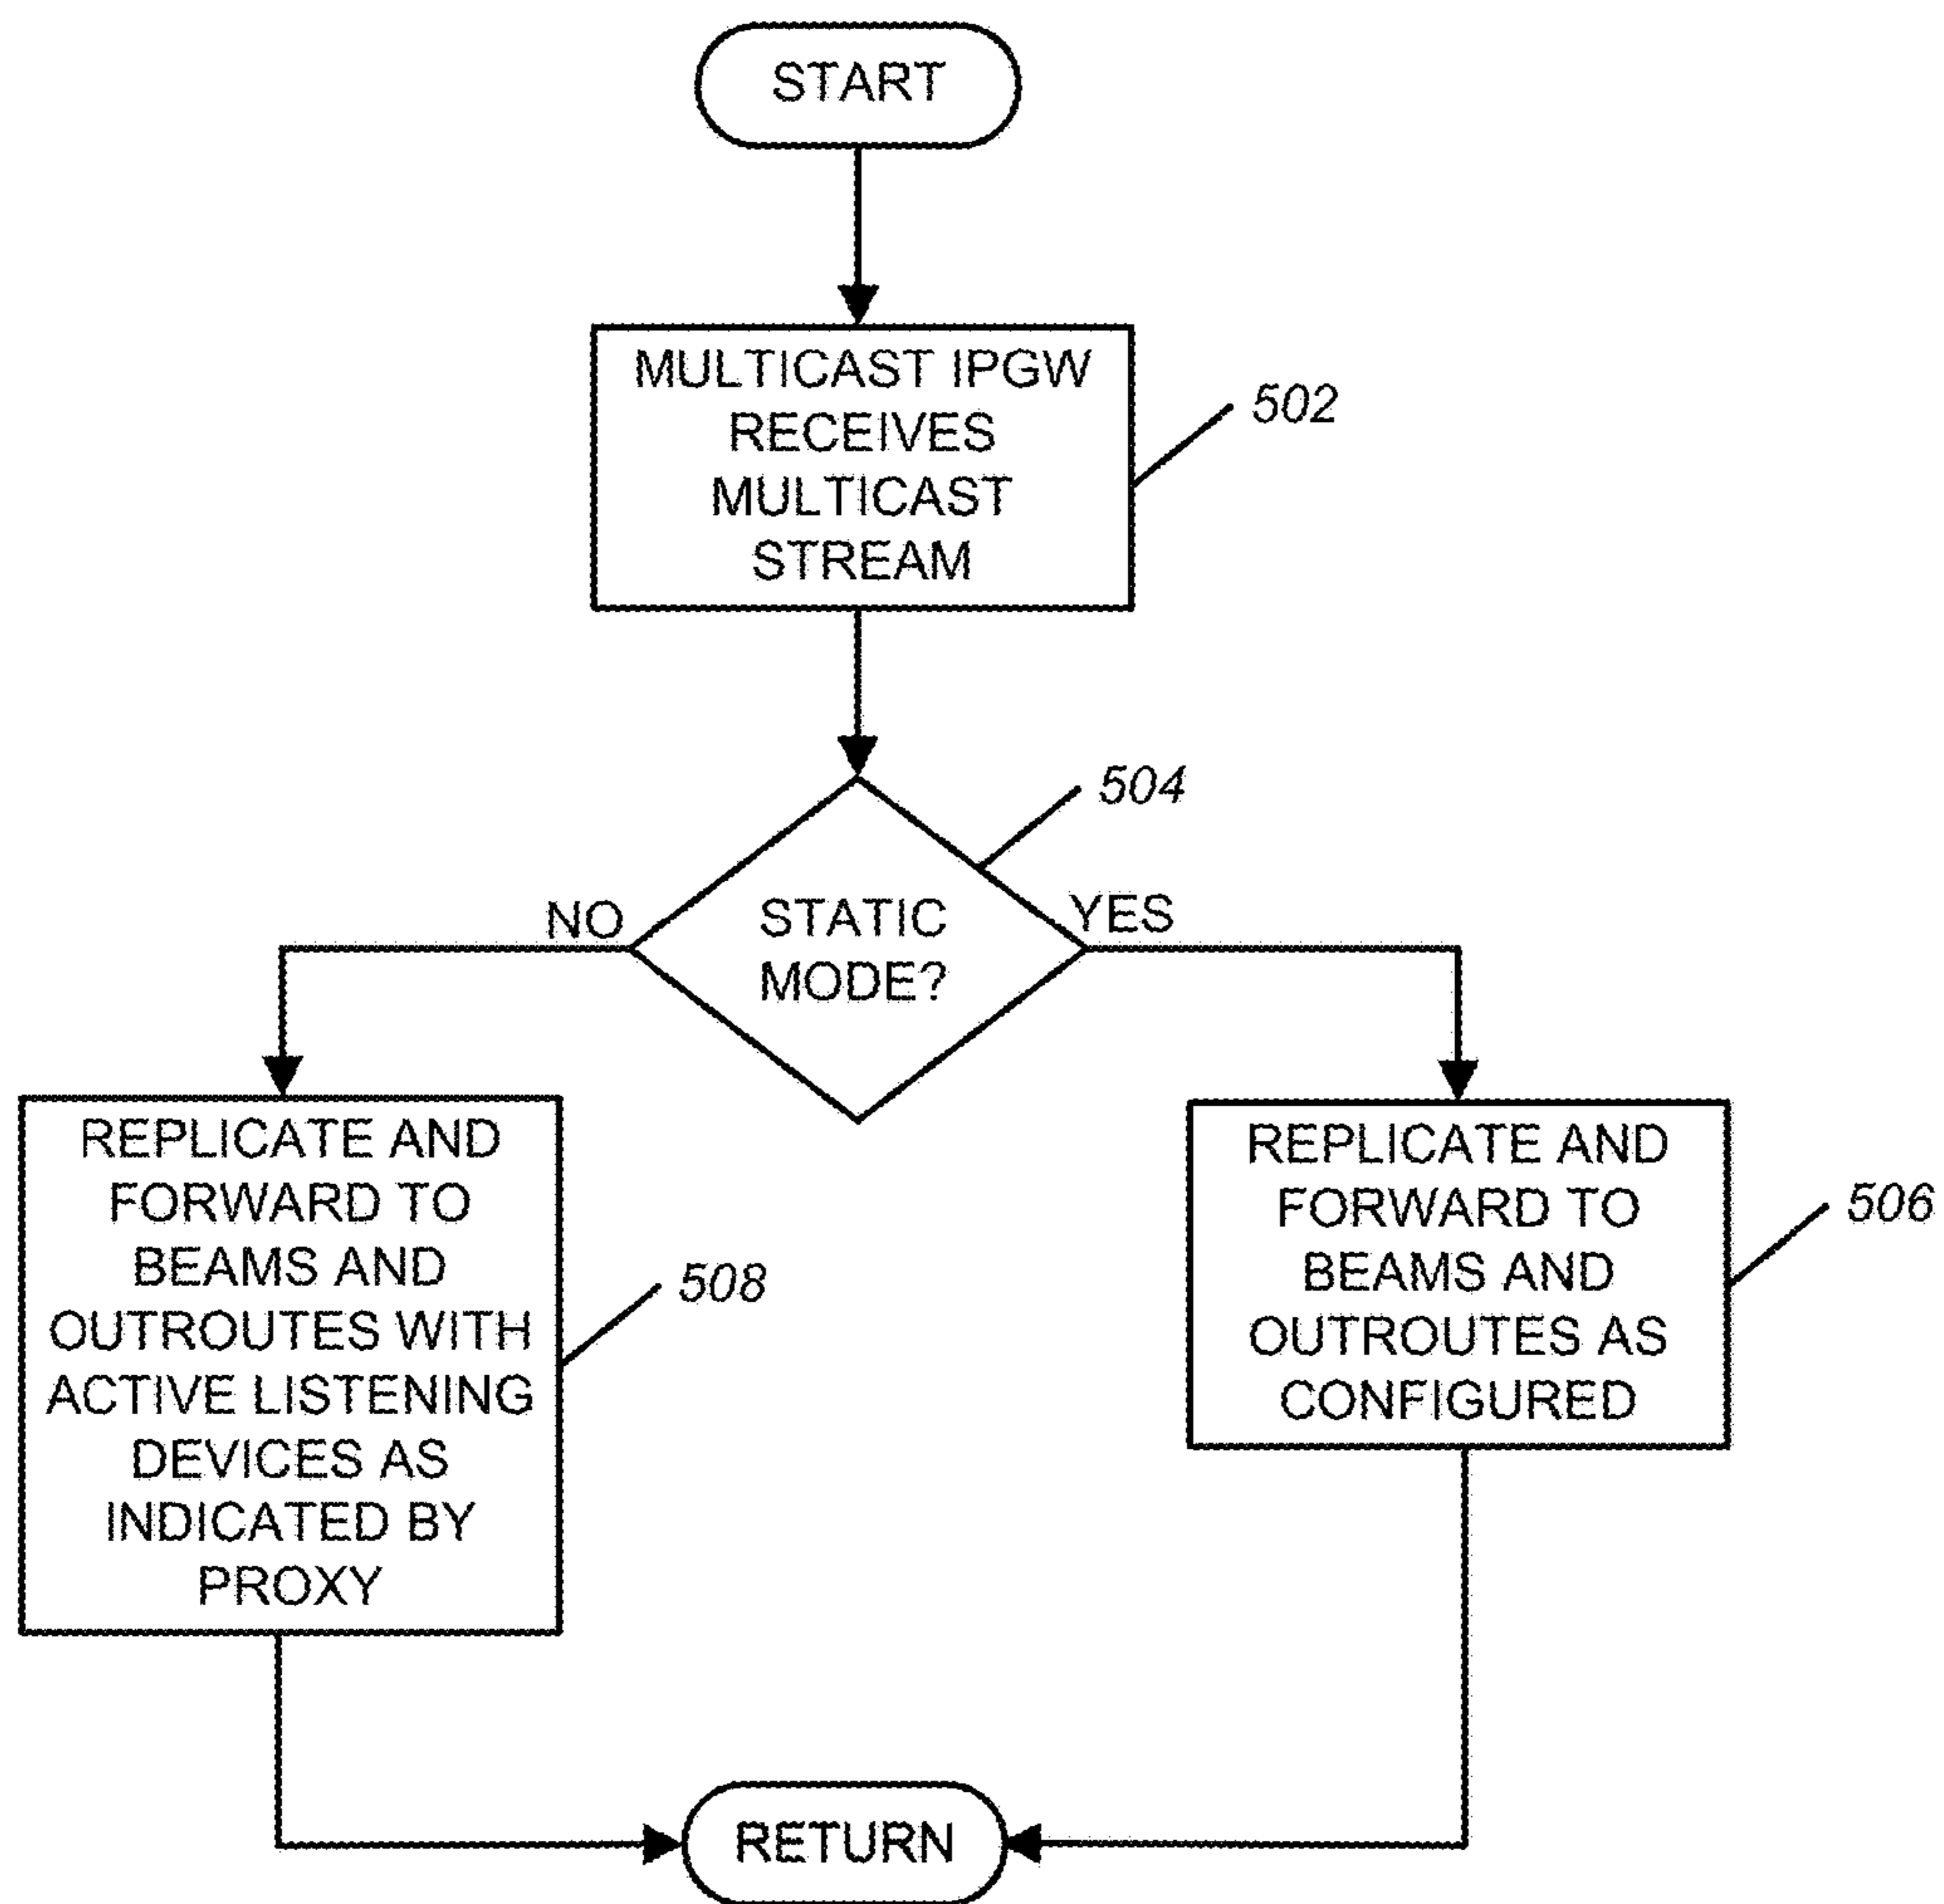 START
MULTICAST IPGW
RECEIVES
MULTICAST
STREAM
502
504
STATIC
MODE?
NO
YES
REPLICATE AND
FORWARD TO
BEAMS AND
OUTROUTES WITH
ACTIVE LISTENING
DEVICES AS
INDICATED BY
PROXY
508
REPLICATE AND
FORWARD TO
BEAMS AND
OUTROUTES AS
CONFIGURED
506
RETURN